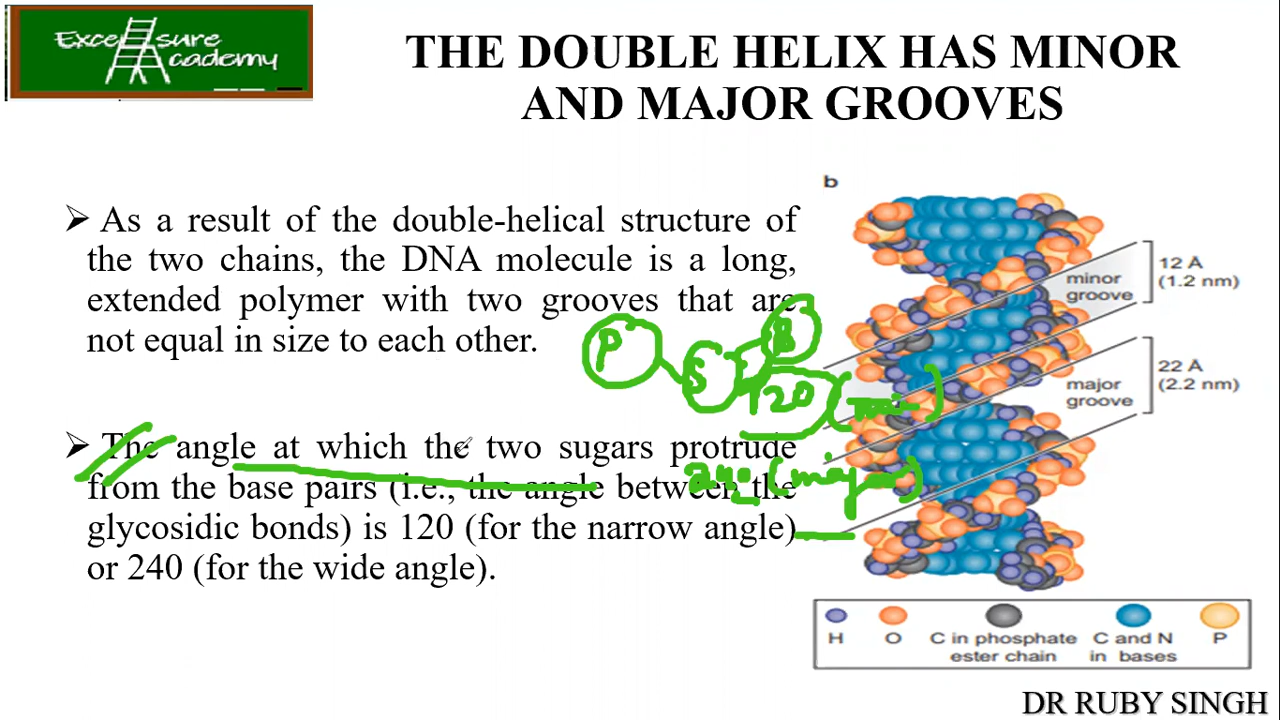 Excel sure
Academy
THE DOUBLE HELIX HAS MINOR
AND MAJOR GROOVES
➢ As a result of the double-helical structure of
the two chains, the DNA molecule is a long,
extended polymer with two grooves that are
not equal in size to each other.
➢ The angle at which the two sugars protrude
from the base pairs (i.e., the angle between the
glycosidic bonds) is 120 (for the narrow angle)
or 240 (for the wide angle).
P
S
B
120
240 (major)
b
minor
groove
12 Å
(1.2 nm)
major
groove
22 Å
(2.2 nm)
H
O
C in phosphate
ester chain
C and N
in bases
P
DR RUBY SINGH